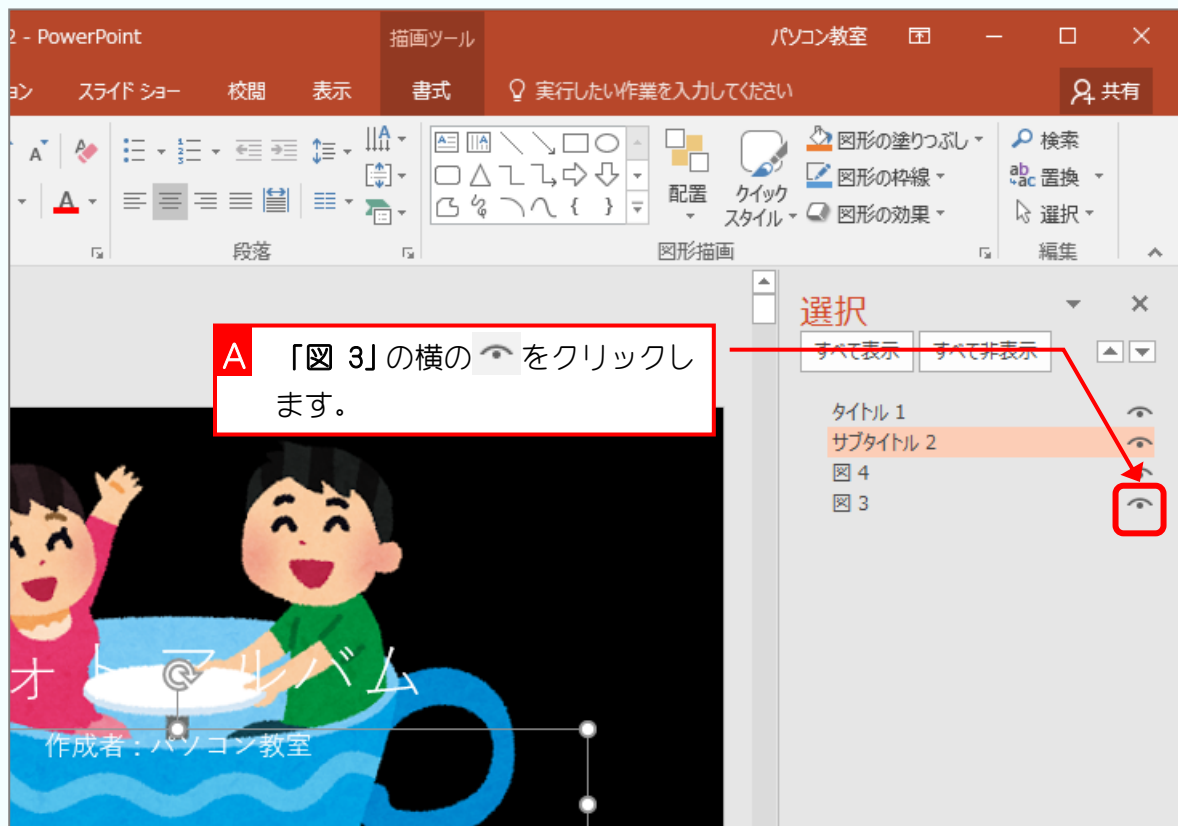 2 - PowerPoint
描画ツール
パソコン教室
ョン
スライド ショー
校閲
表示
書式
実行したい作業を入力してください
共有
図形の塗りつぶし
図形の枠線
図形の効果
配置
クイック
スタイル
検索
置換
選択
段落
図形描画
編集
選択
すべて表示
すべて非表示
A 「図 3」の横の をクリックし
ます。
タイトル 1
サブタイトル 2
図 4
図 3
ォト アルバム
作成者：パソコン教室